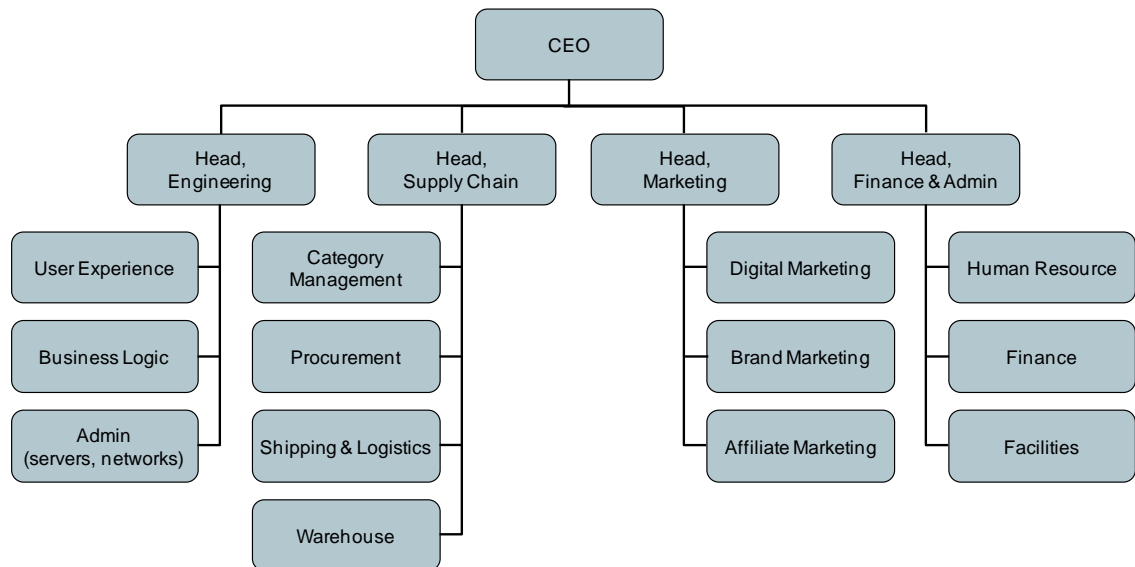 CEO
Head,
Engineering
Head,
Supply Chain
Head,
Marketing
Head,
Finance & Admin
User Experience
Category
Management
Digital Marketing
Human Resource
Business Logic
Procurement
Brand Marketing
Finance
Admin
(servers, networks)
Shipping & Logistics
Affiliate Marketing
Facilities
Warehouse